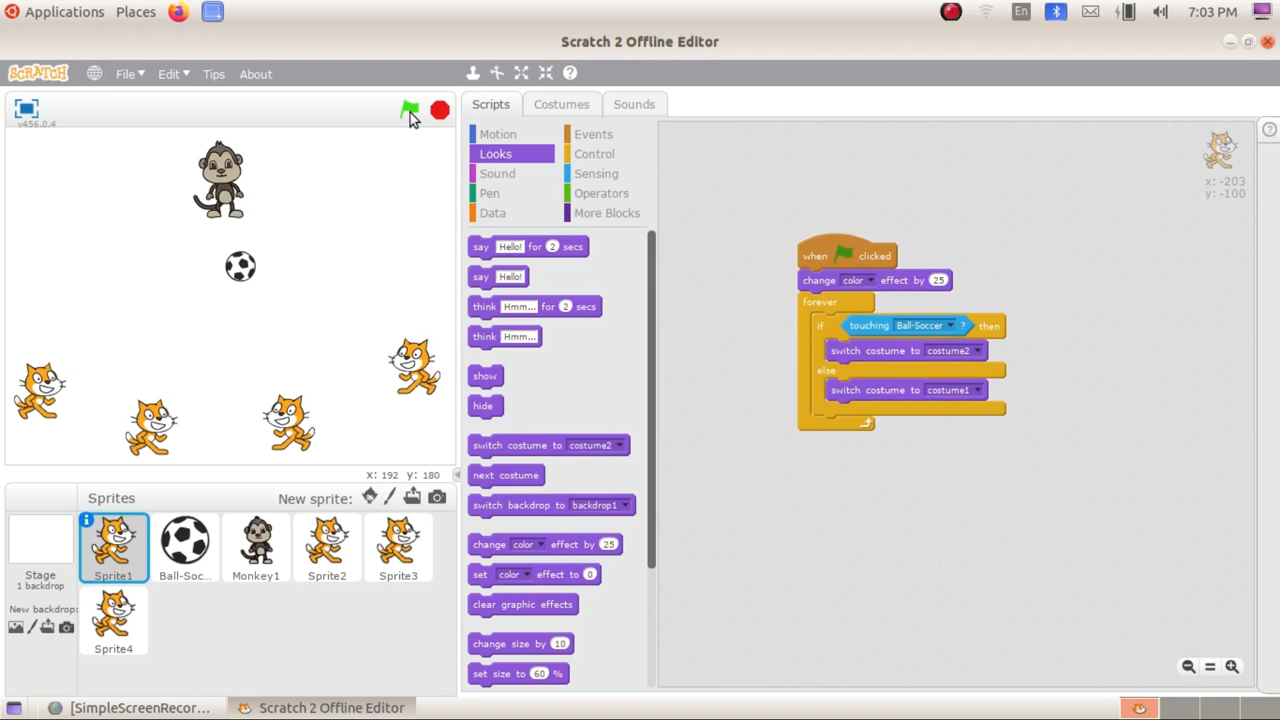 Applications Places En 7:03 PM
Scratch 2 Offline Editor
SCRATCH File Edit Tips About
v456.0.4
Scripts Costumes Sounds
Motion Events
Looks Control
Sound Sensing
Pen Operators
Data More Blocks
say Hello! for 2 secs
say Hello!
think Hmm... for 2 secs
think Hmm...
show
hide
switch costume to costume2
next costume
switch backdrop to backdrop1
change color effect by 25
set color effect to 0
clear graphic effects
change size by 10
set size to 60 %
x: -203
y: -100
when clicked
change color effect by 25
forever
if touching Ball-Soccer ? then
switch costume to costume2
else
switch costume to costume1
x: 192 y: 180
Sprites New sprite:
Stage
1 backdrop
New backdrop:
Sprite1 Ball-Soc... Monkey1 Sprite2 Sprite3
Sprite4
[SimpleScreenRecor... Scratch 2 Offline Editor